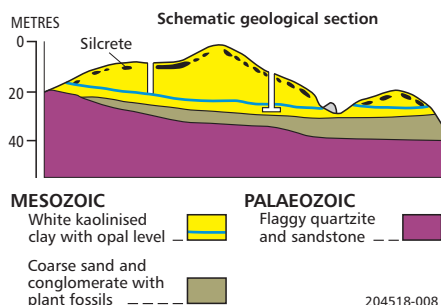 METRES
Schematic geological section
0
Silcrete
20
40
MESOZOIC
White kaolinised
clay with opal level
Coarse sand and
conglomerate with
plant fossils
PALAEOZOIC
Flaggy quartzite
and sandstone
204518-008